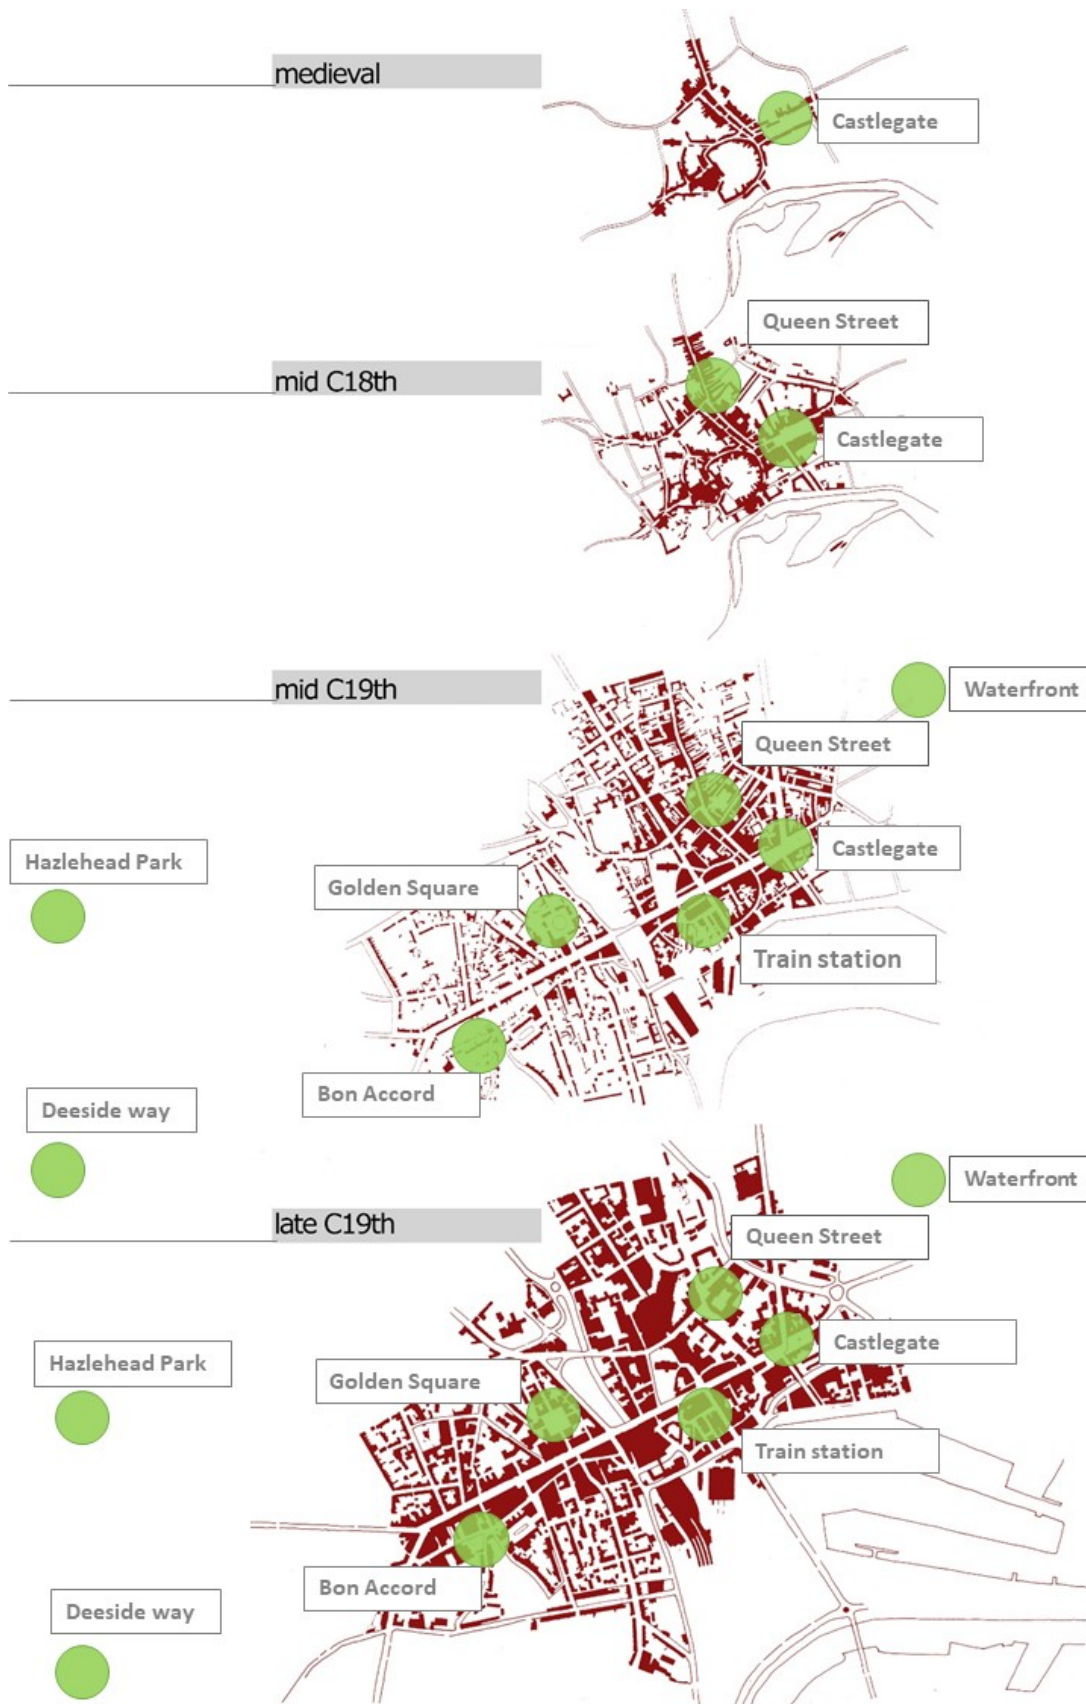 medieval
Castlegate
Queen Street
mid C18th
Castlegate
mid C19th
Waterfront
Queen Street
Hazlehead Park
Castlegate
Golden Square
Train station
Bon Accord
Deeside way
Waterfront
late C19th
Queen Street
Hazlehead Park
Castlegate
Golden Square
Train station
Bon Accord
Deeside way